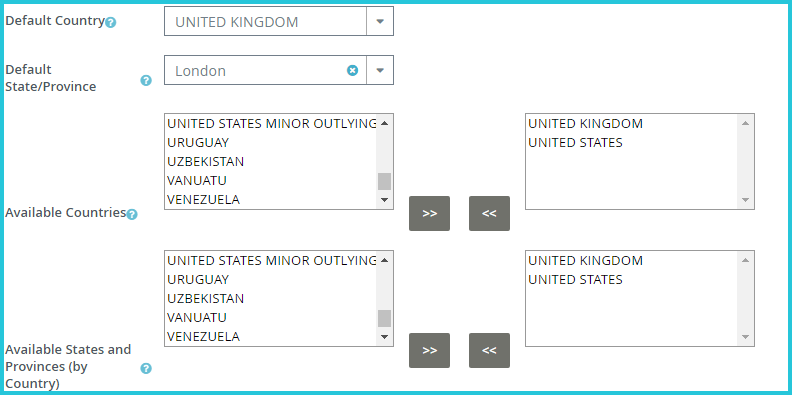 Default Country
UNITED KINGDOM
Default
State/Province
London
UNITED STATES MINOR OUTLYING
URUGUAY
UZBEKISTAN
VANUATU
VENEZUELA
>>
<<
UNITED KINGDOM
UNITED STATES
Available Countries
UNITED STATES MINOR OUTLYING
URUGUAY
UZBEKISTAN
VANUATU
VENEZUELA
>>
<<
UNITED KINGDOM
UNITED STATES
Available States and
Provinces (by
Country)